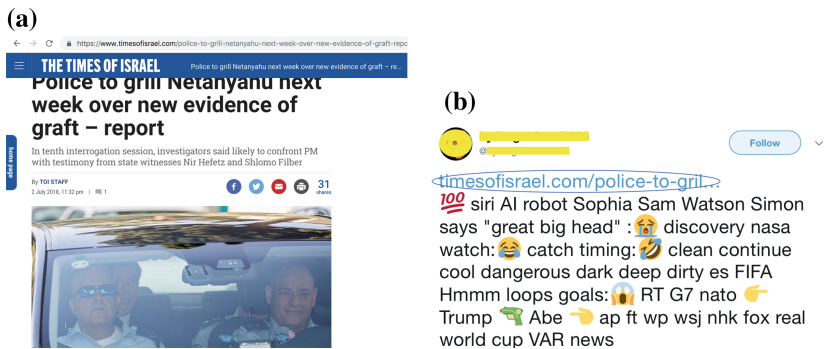 (a)
https://www.timesofisrael.com/police-to-grill-netanyahu-next-week-over-new-evidence-of-graft-repo
THE TIMES OF ISRAEL
Police to grill Netanyahu next week over new evidence of graft – re...
Police to grill Netanyahu next
week over new evidence of
graft – report
In tenth interrogation session, investigators said likely to confront PM
with testimony from state witnesses Nir Hefetz and Shlomo Filber
home page
By TOI STAFF
2 July 2018, 11:32 pm | 1
31
shares
(b)
@
Follow
timesofisrael.com/police-to-gril...
💯 siri AI robot Sophia Sam Watson Simon
says "great big head" :😭 discovery nasa
watch:😂 catch timing:🤣 clean continue
cool dangerous dark deep dirty es FIFA
Hmmm loops goals:😱 RT G7 nato 👉
Trump 🔫 Abe 👈 ap ft wp wsj nhk fox real
world cup VAR news